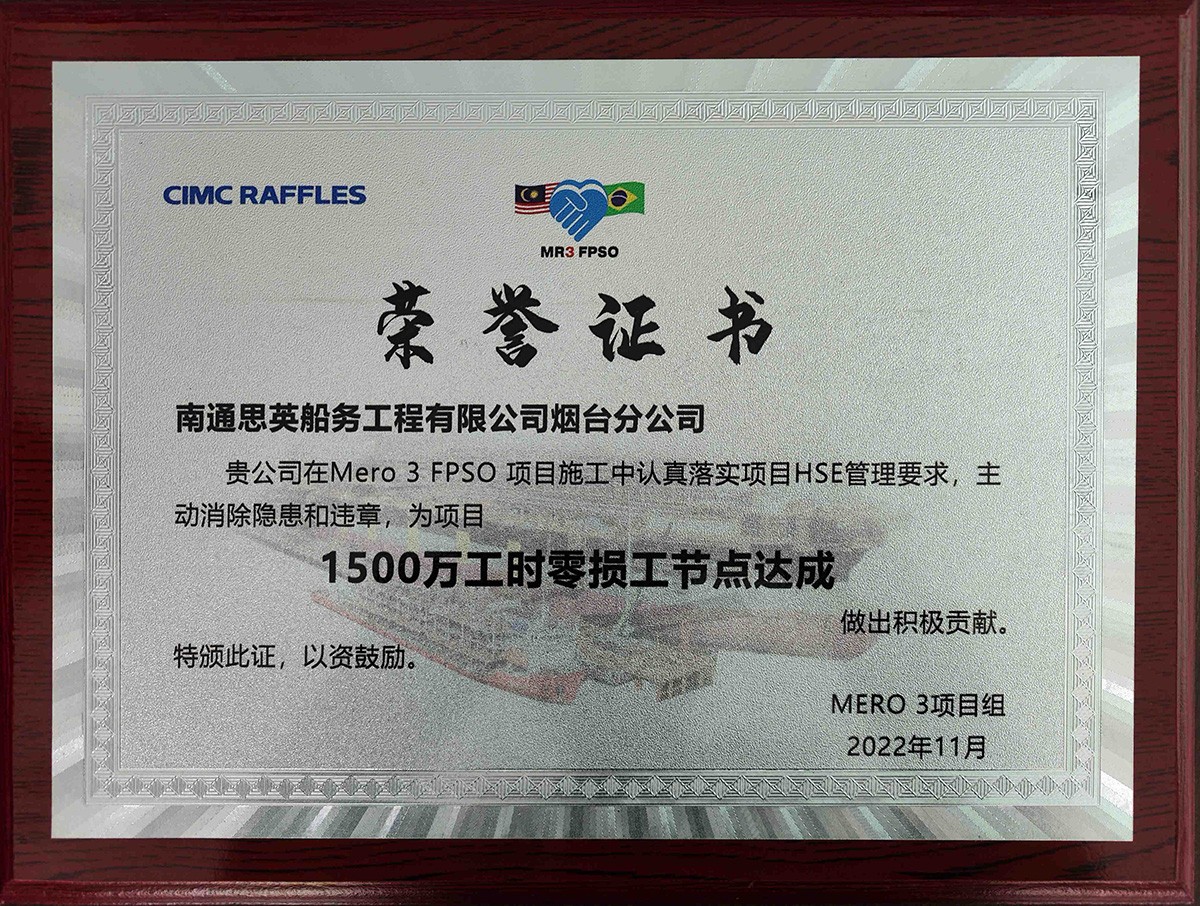 CIMC RAFFLES
MR3 FPSO
荣誉证书
南通思英船务工程有限公司烟台分公司
贵公司在Mero 3 FPSO 项目施工中认真落实项目HSE管理要求，主
动消除隐患和违章，为项目
1500万工时零损工节点达成
做出积极贡献。
特颁此证，以资鼓励。
MERO 3项目组
2022年11月